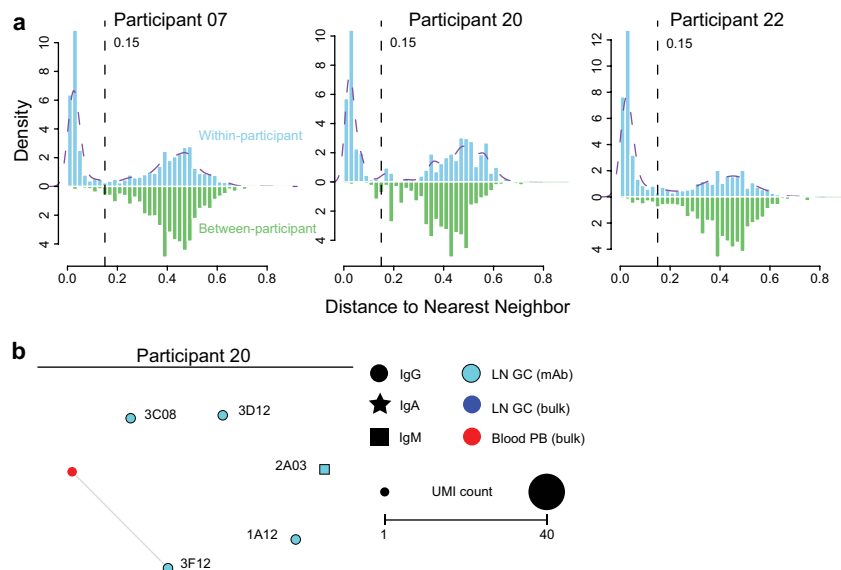 a
Participant 07
Participant 20
Participant 22
0.15
0.15
0.15
Density
10
8
6
4
2
0
2
4
10
8
6
4
2
0
2
4
12
10
8
6
4
2
0
2
4
Within-participant
Between-participant
0.0 0.2 0.4 0.6 0.8
0.0 0.2 0.4 0.6 0.8
0.0 0.2 0.4 0.6 0.8
Distance to Nearest Neighbor
b
Participant 20
3C08
3D12
2A03
1A12
3F12
IgG
LN GC (mAb)
IgA
LN GC (bulk)
IgM
Blood PB (bulk)
UMI count
1
40